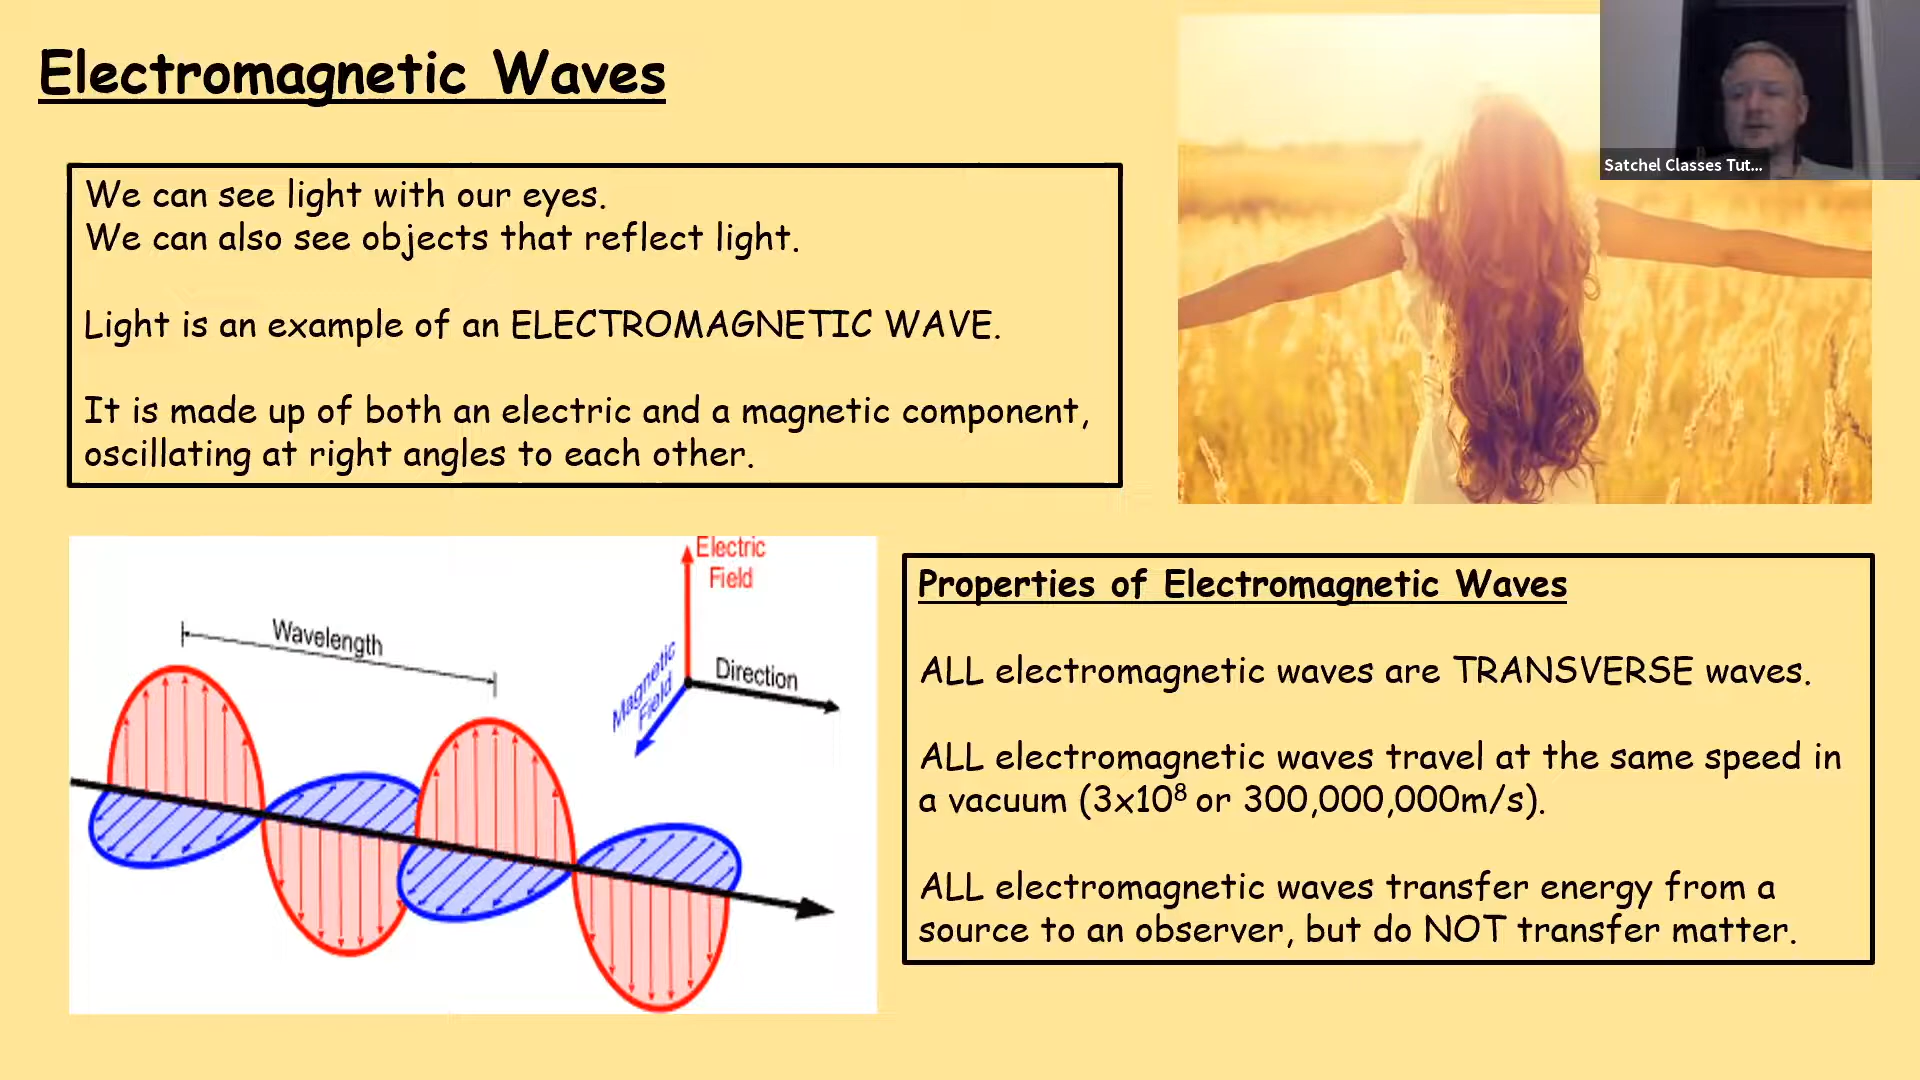 Electromagnetic Waves
Satchel Classes Tut...
We can see light with our eyes.
We can also see objects that reflect light.
Light is an example of an ELECTROMAGNETIC WAVE.
It is made up of both an electric and a magnetic component,
oscillating at right angles to each other.
Electric
Field
Wavelength
Magnetic
Field
Direction
Properties of Electromagnetic Waves
ALL electromagnetic waves are TRANSVERSE waves.
ALL electromagnetic waves travel at the same speed in
a vacuum (3x10⁸ or 300,000,000m/s).
ALL electromagnetic waves transfer energy from a
source to an observer, but do NOT transfer matter.